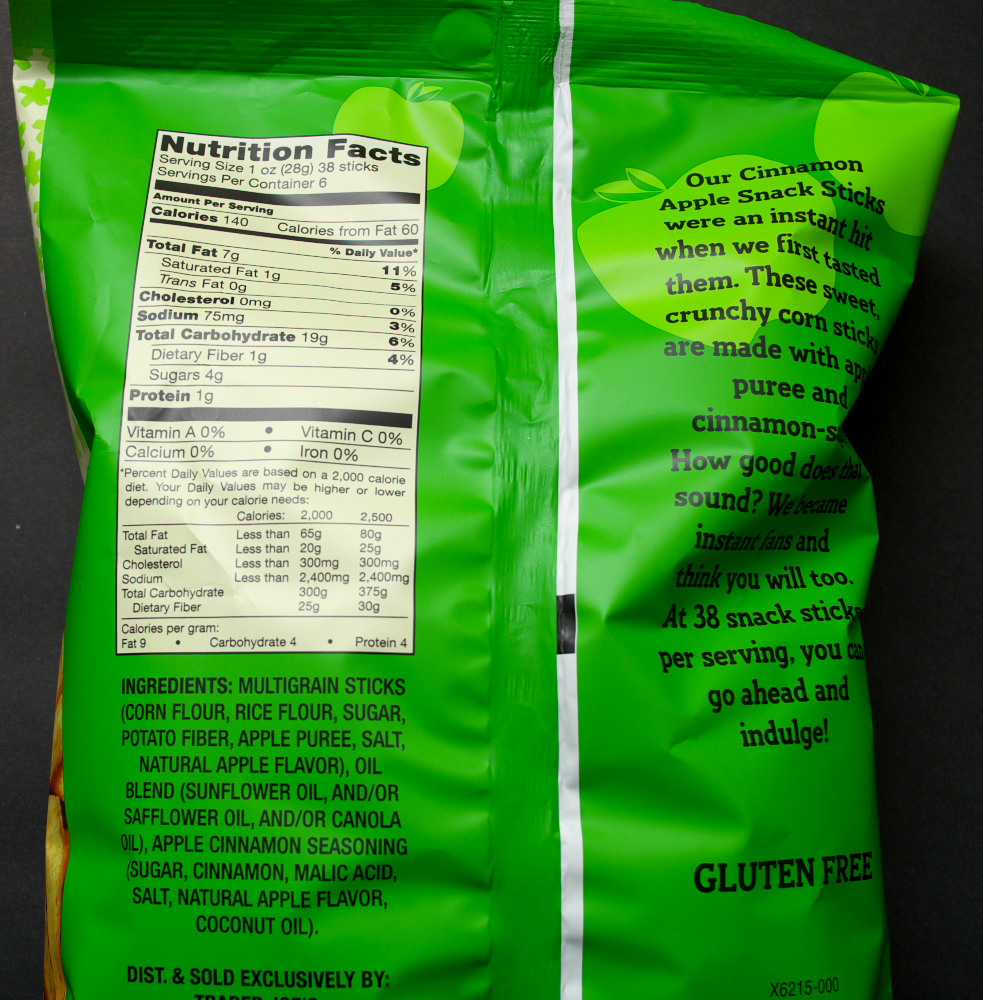 Nutrition Facts
Serving Size 1 oz (28g) 38 sticks
Servings Per Container 6
Amount Per Serving
Calories 140 Calories from Fat 60
% Daily Value*
Total Fat 7g 11%
Saturated Fat 1g 5%
Trans Fat 0g
Cholesterol 0mg 0%
Sodium 75mg 3%
Total Carbohydrate 19g 6%
Dietary Fiber 1g 4%
Sugars 4g
Protein 1g
Vitamin A 0% • Vitamin C 0%
Calcium 0% • Iron 0%
*Percent Daily Values are based on a 2,000 calorie
diet. Your Daily Values may be higher or lower
depending on your calorie needs:
Calories: 2,000 2,500
Total Fat Less than 65g 80g
Saturated Fat Less than 20g 25g
Cholesterol Less than 300mg 300mg
Sodium Less than 2,400mg 2,400mg
Total Carbohydrate 300g 375g
Dietary Fiber 25g 30g
Calories per gram:
Fat 9 • Carbohydrate 4 • Protein 4
INGREDIENTS: MULTIGRAIN STICKS
(CORN FLOUR, RICE FLOUR, SUGAR,
POTATO FIBER, APPLE PUREE, SALT,
NATURAL APPLE FLAVOR), OIL
BLEND (SUNFLOWER OIL, AND/OR
SAFFLOWER OIL, AND/OR CANOLA
OIL), APPLE CINNAMON SEASONING
(SUGAR, CINNAMON, MALIC ACID,
SALT, NATURAL APPLE FLAVOR,
COCONUT OIL).
DIST. & SOLD EXCLUSIVELY BY:
Our Cinnamon
Apple Snack Sticks
were an instant hit
when we first tasted
them. These sweet,
crunchy corn sticks
are made with
puree and
How good does that
sound? We became
instant fans and
think you will too.
At 38 snack sticks
per serving, you can
go ahead and
indulge!
GLUTEN FREE
X6215-000